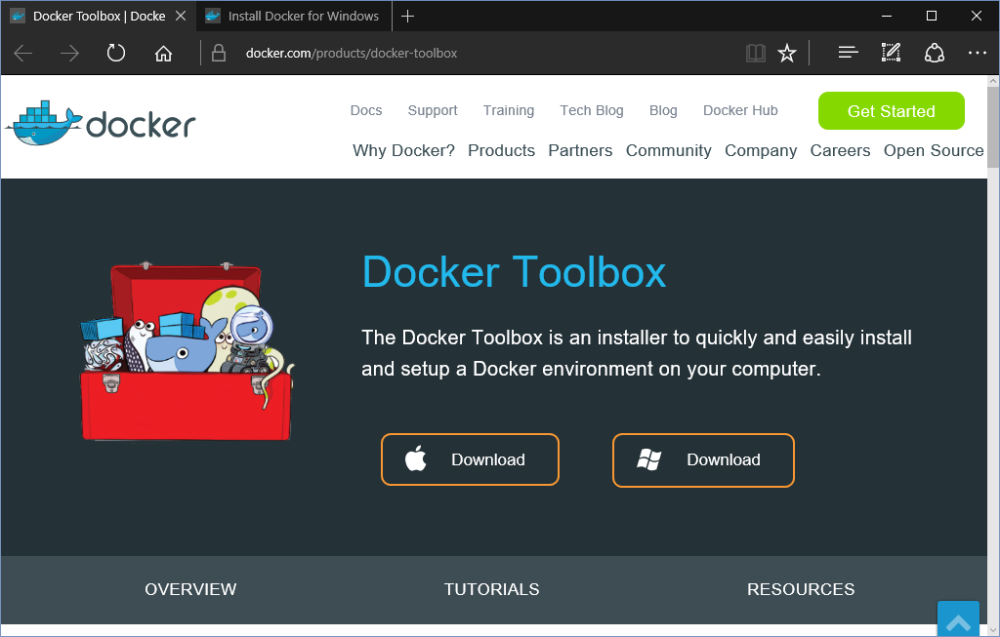 Docker Toolbox | Docke
Install Docker for Windows
docker.com/products/docker-toolbox
docker
Docs Support Training Tech Blog Blog Docker Hub
Get Started
Why Docker? Products Partners Community Company Careers Open Source
Docker Toolbox
The Docker Toolbox is an installer to quickly and easily install
and setup a Docker environment on your computer.
Download Download
OVERVIEW TUTORIALS RESOURCES